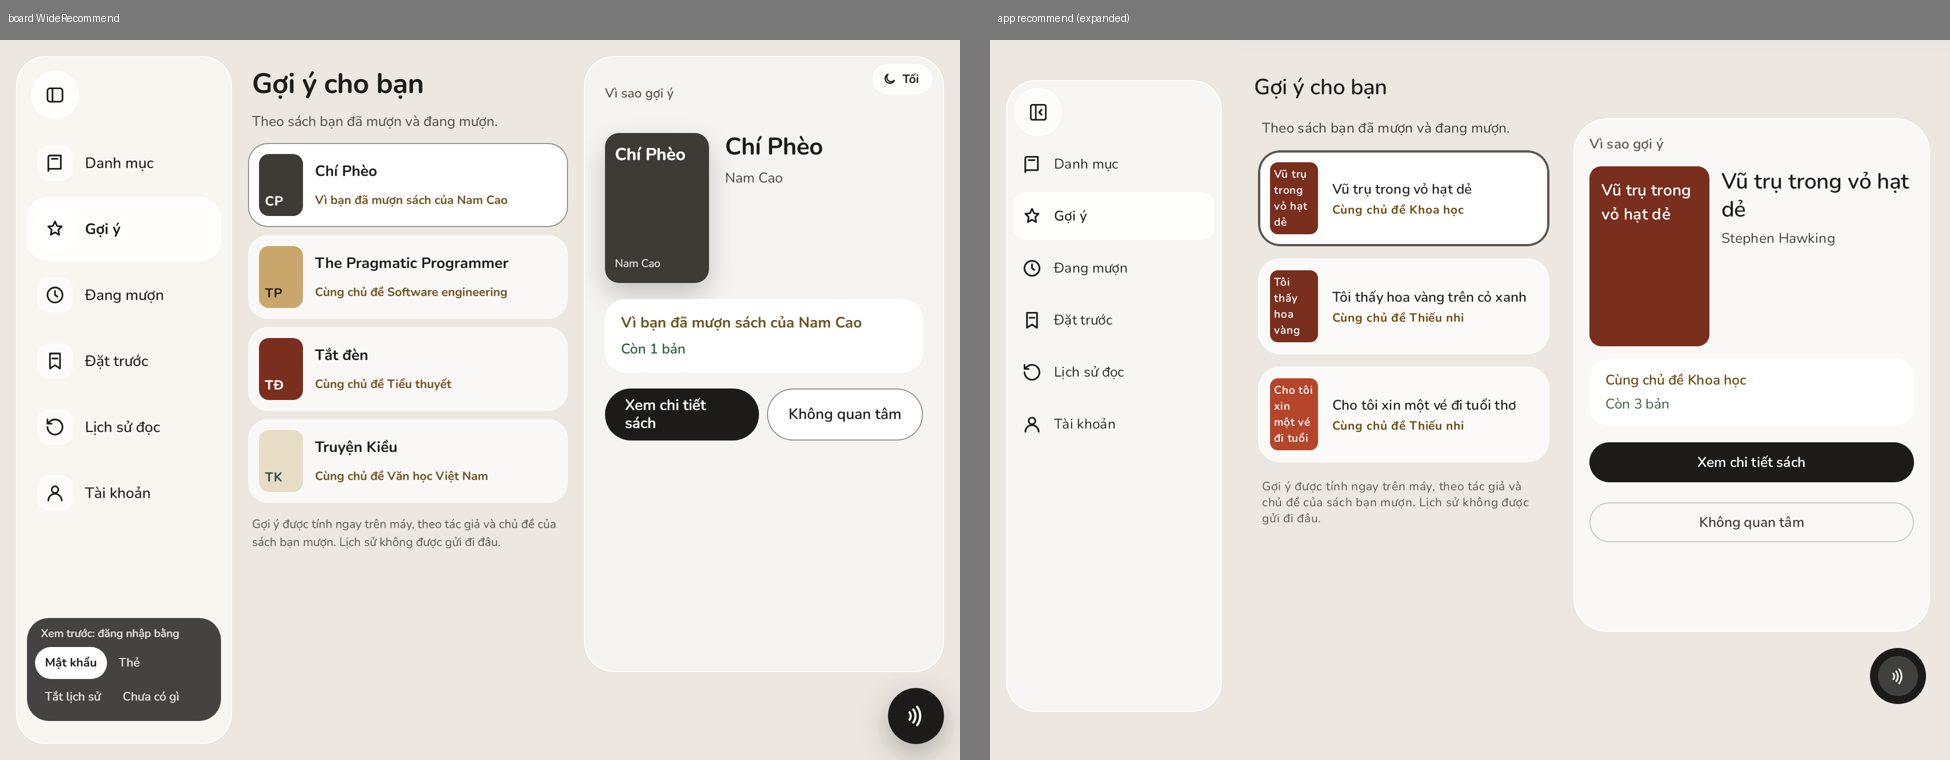 board WideRecommend
Danh mục
Gợi ý
Đang mượn
Đặt trước
Lịch sử đọc
Tài khoản
Xem trước: đăng nhập bằng
Mật khẩu
Thẻ
Tắt lịch sử
Chưa có gì
Gợi ý cho bạn
Theo sách bạn đã mượn và đang mượn.
CP
Chí Phèo
Vì bạn đã mượn sách của Nam Cao
TP
The Pragmatic Programmer
Cùng chủ đề Software engineering
TĐ
Tắt đèn
Cùng chủ đề Tiểu thuyết
TK
Truyện Kiều
Cùng chủ đề Văn học Việt Nam
Gợi ý được tính ngay trên máy, theo tác giả và chủ đề của
sách bạn mượn. Lịch sử không được gửi đi đâu.
Tối
Vì sao gợi ý
Chí Phèo
Nam Cao
Chí Phèo
Nam Cao
Vì bạn đã mượn sách của Nam Cao
Còn 1 bản
Xem chi tiết
sách
Không quan tâm
app recommend (expanded)
Danh mục
Gợi ý
Đang mượn
Đặt trước
Lịch sử đọc
Tài khoản
Gợi ý cho bạn
Theo sách bạn đã mượn và đang mượn.
Vũ trụ
trong
vỏ hạt
dẻ
Vũ trụ trong vỏ hạt dẻ
Cùng chủ đề Khoa học
Tôi
thấy
hoa
vàng
Tôi thấy hoa vàng trên cỏ xanh
Cùng chủ đề Thiếu nhi
Cho tôi
xin
một vé
đi tuổi
Cho tôi xin một vé đi tuổi thơ
Cùng chủ đề Thiếu nhi
Gợi ý được tính ngay trên máy, theo tác giả và
chủ đề của sách bạn mượn. Lịch sử không được
gửi đi đâu.
Vì sao gợi ý
Vũ trụ trong
vỏ hạt dẻ
Vũ trụ trong vỏ hạt
dẻ
Stephen Hawking
Cùng chủ đề Khoa học
Còn 3 bản
Xem chi tiết sách
Không quan tâm